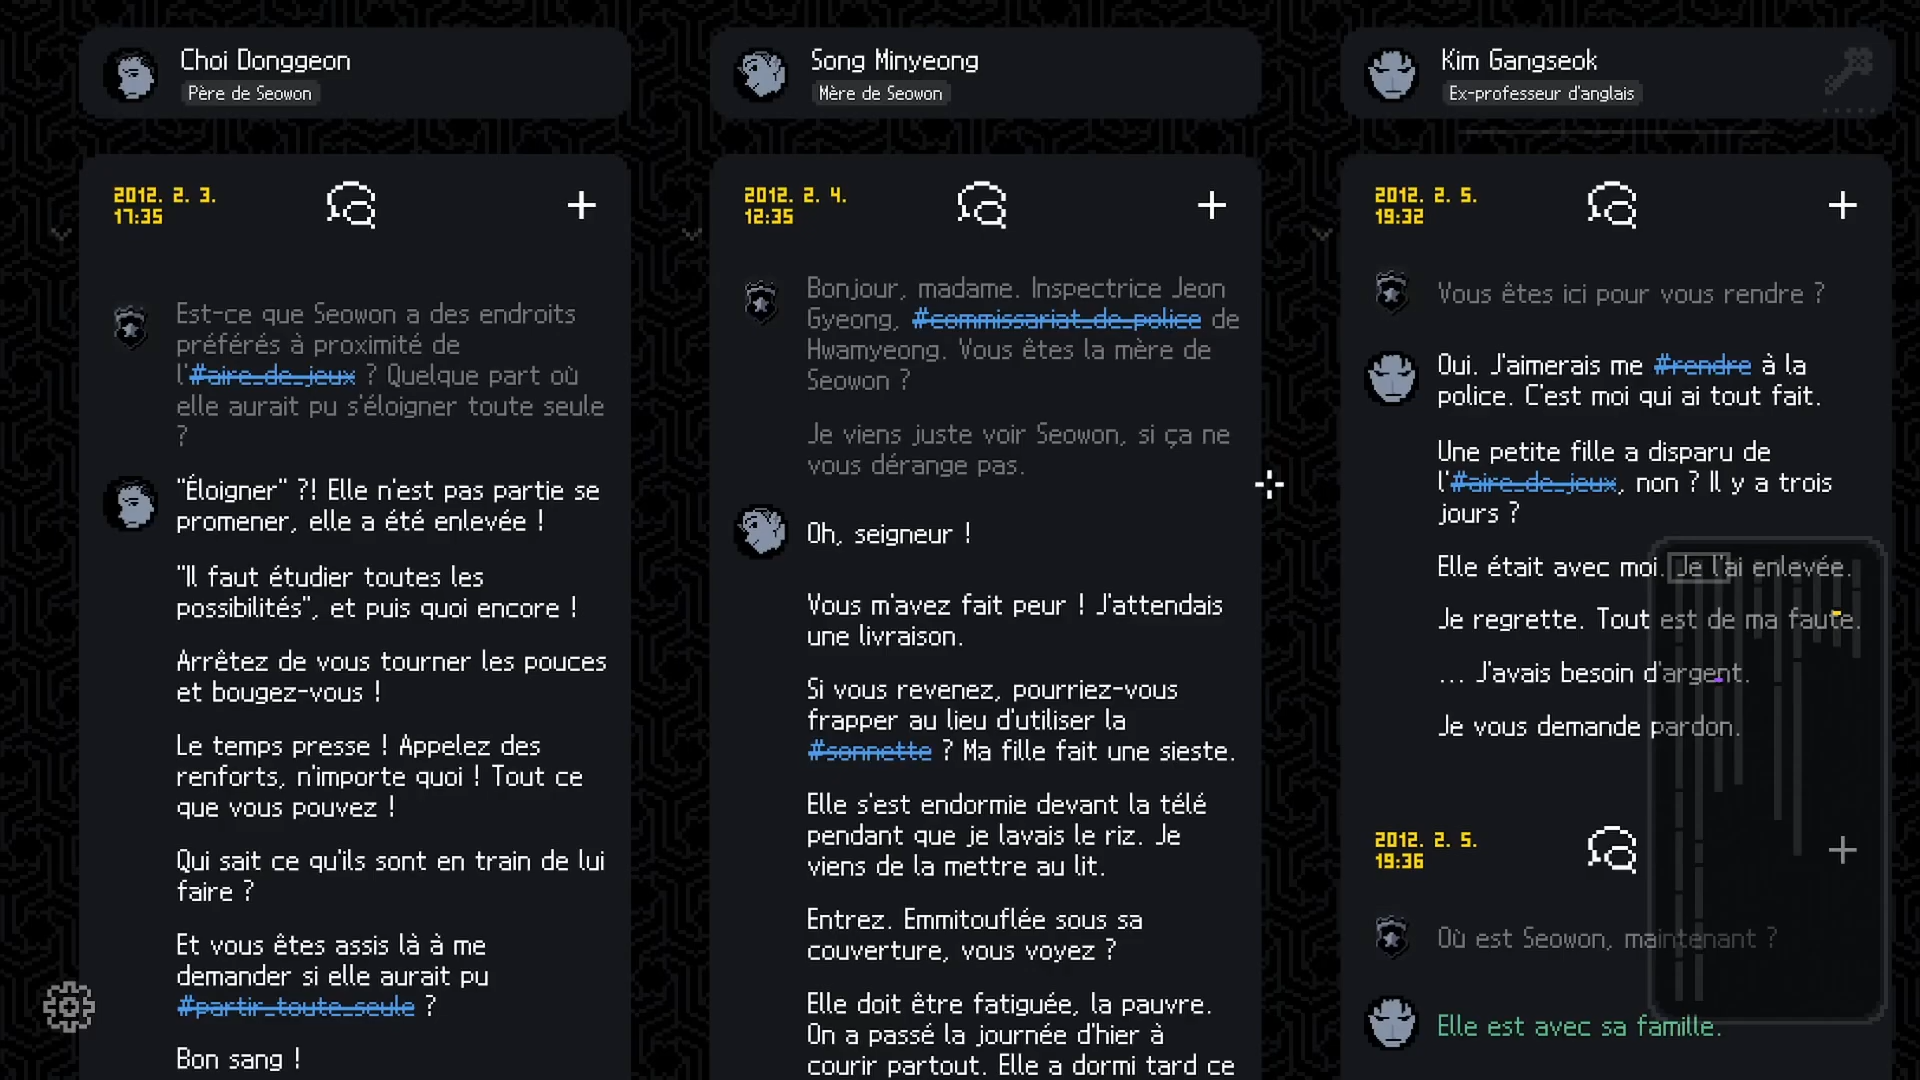 Choi Donggeon
Père de Seowon
2012. 2. 3.
17:35
Est-ce que Seowon a des endroits
préférés à proximité de
l'#aire_de_jeux ? Quelque part où
elle aurait pu s'éloigner toute seule
?
"Éloigner" ?! Elle n'est pas partie se
promener, elle a été enlevée !
"Il faut étudier toutes les
possibilités", et puis quoi encore !
Arrêtez de vous tourner les pouces
et bougez-vous !
Le temps presse ! Appelez des
renforts, n'importe quoi ! Tout ce
que vous pouvez !
Qui sait ce qu'ils sont en train de lui
faire ?
Et vous êtes assis là à me
demander si elle aurait pu
#partir_toute_seule ?
Bon sang !
Song Minyeong
Mère de Seowon
2012. 2. 4.
12:35
Bonjour, madame. Inspectrice Jeon
Gyeong, #commissariat_de_police de
Hwamyeong. Vous êtes la mère de
Seowon ?
Je viens juste voir Seowon, si ça ne
vous dérange pas.
Oh, seigneur !
Vous m'avez fait peur ! J'attendais
une livraison.
Si vous revenez, pourriez-vous
frapper au lieu d'utiliser la
#sonnette ? Ma fille fait une sieste.
Elle s'est endormie devant la télé
pendant que je lavais le riz. Je
viens de la mettre au lit.
Entrez. Emmitouflée sous sa
couverture, vous voyez ?
Elle doit être fatiguée, la pauvre.
On a passé la journée d'hier à
courir partout. Elle a dormi tard ce
Kim Gangseok
Ex-professeur d'anglais
2012. 2. 5.
19:32
Vous êtes ici pour vous rendre ?
Oui. J'aimerais me #rendre à la
police. C'est moi qui ai tout fait.
Une petite fille a disparu de
l'#aire_de_jeux, non ? Il y a trois
jours ?
Elle était avec moi. Je l'ai enlevée.
Je regrette. Tout est de ma faute.
... J'avais besoin d'argent.
Je vous demande pardon.
2012. 2. 5.
19:36
Où est Seowon, maintenant ?
Elle est avec sa famille.